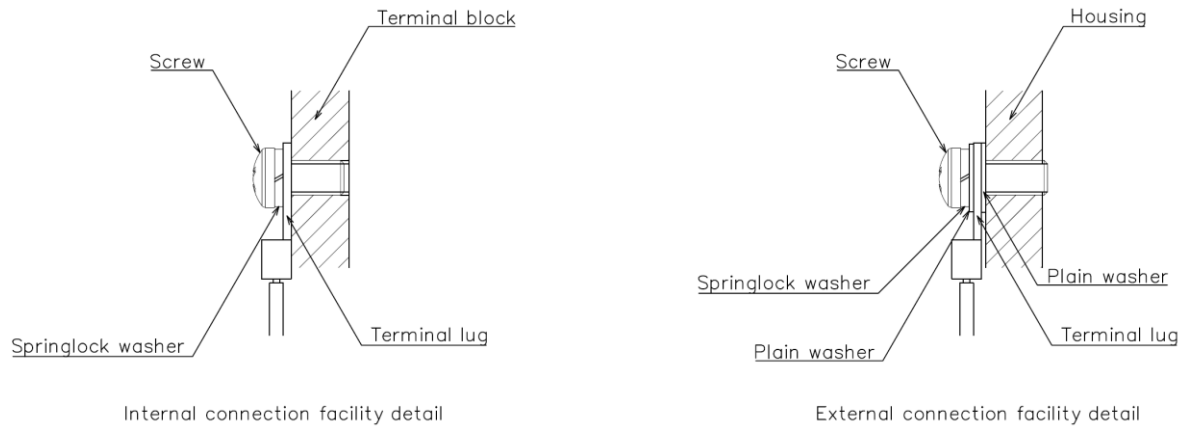 Terminal block
Screw
Springlock washer
Terminal lug
Internal connection facility detail
Housing
Screw
Springlock washer
Plain washer
Plain washer
Terminal lug
External connection facility detail